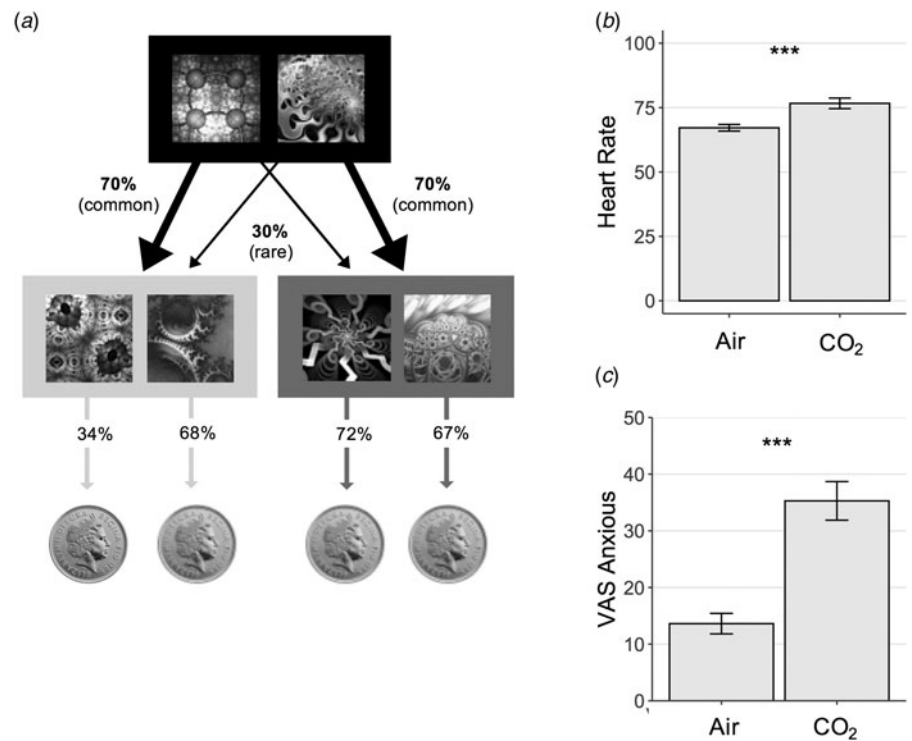 (a)
70%
(common)
70%
(common)
30%
(rare)
34%
68%
72%
67%
(b)
100
75
50
25
0
Heart Rate
***
Air
CO₂
(c)
50
40
30
20
10
0
VAS Anxious
***
Air
CO₂